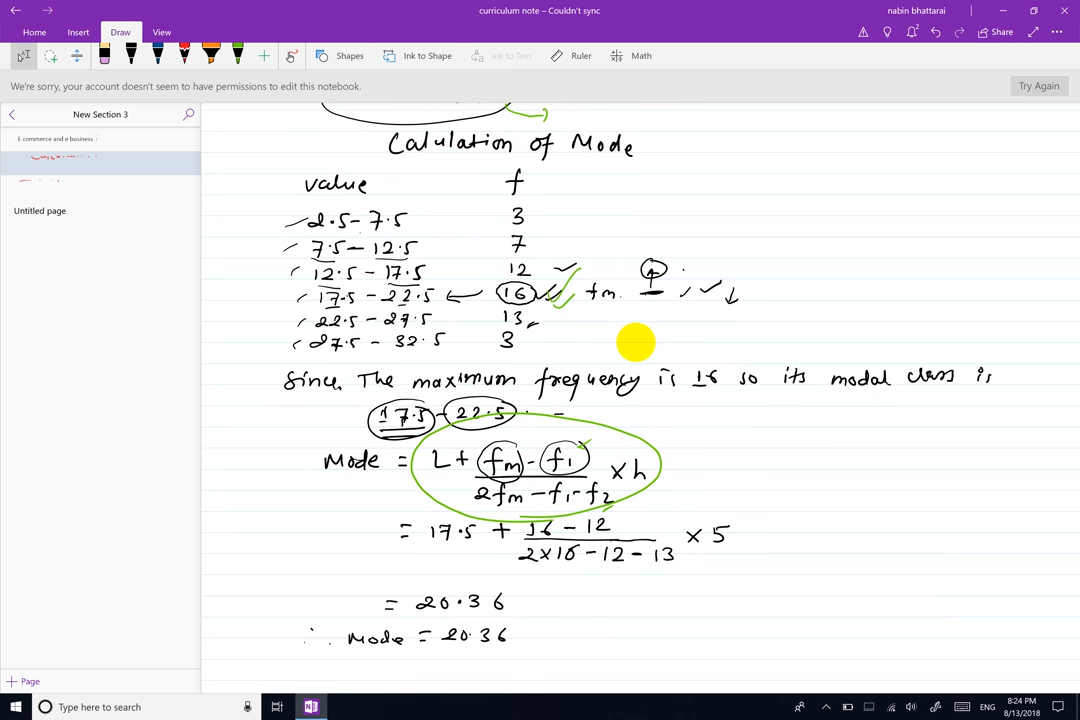 curriculum note – Couldn't sync
nabin bhattarai
Home Insert Draw View
Share
Shapes Ink to Shape Ink to Text Ruler Math
We're sorry, your account doesn't seem to have permissions to edit this notebook.
Try Again
New Section 3
E commerce and e business
Untitled page
Calulation of Mode
value f
2.5 - 7.5 3
7.5 - 12.5 7
12.5 - 17.5 12
17.5 - 22.5 16 fm.
22.5 - 27.5 13
27.5 - 32.5 3
Since, The maximum frequency is 16 so its modal class is
17.5 - 22.5.
Mode = L + fm - f1 / 2fm - f1 - f2 × h
= 17.5 + 16 - 12 / 2×16 - 12 - 13 × 5
= 20.36
∴ Mode = 20.36
+ Page
Type here to search
ENG
8:24 PM
8/13/2018